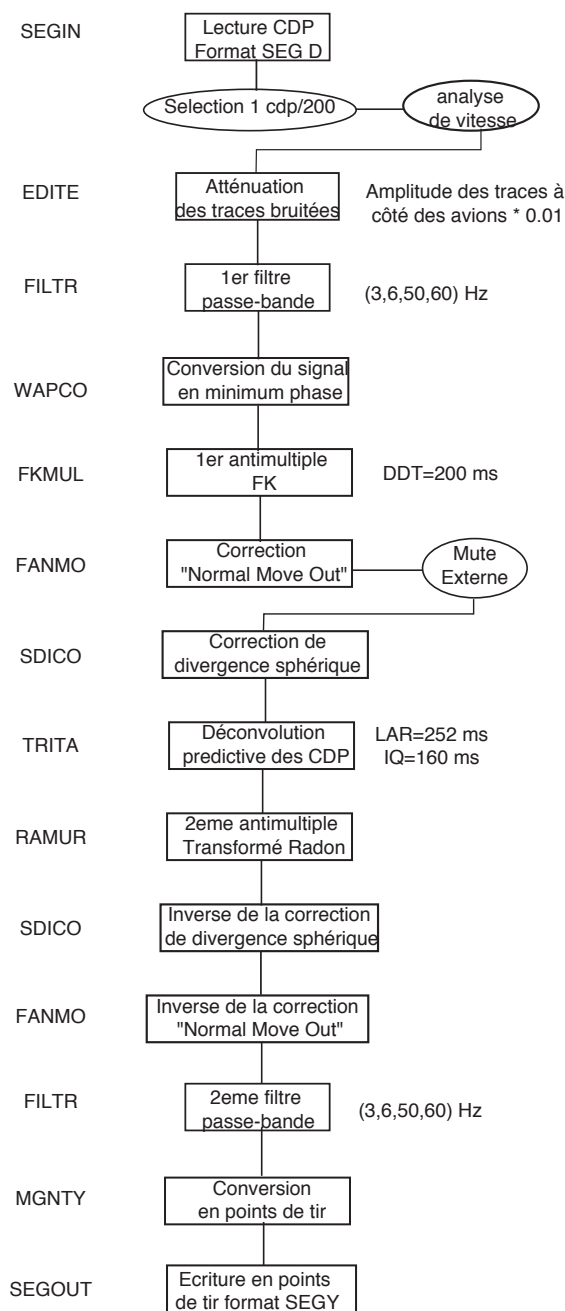 SEGIN
Lecture CDP
Format SEG D
Selection 1 cdp/200
analyse
de vitesse
EDITE
Atténuation
des traces bruitées
Amplitude des traces à
côté des avions * 0.01
FILTR
1er filtre
passe-bande
(3,6,50,60) Hz
WAPCO
Conversion du signal
en minimum phase
FKMUL
1er antimultiple
FK
DDT=200 ms
FANMO
Correction
"Normal Move Out"
Mute
Externe
SDICO
Correction de
divergence sphérique
TRITA
Déconvolution
predictive des CDP
LAR=252 ms
IQ=160 ms
RAMUR
2eme antimultiple
Transformé Radon
SDICO
Inverse de la correction
de divergence sphérique
FANMO
Inverse de la correction
"Normal Move Out"
FILTR
2eme filtre
passe-bande
(3,6,50,60) Hz
MGNTY
Conversion
en points de tir
SEGOUT
Ecriture en points
de tir format SEGY